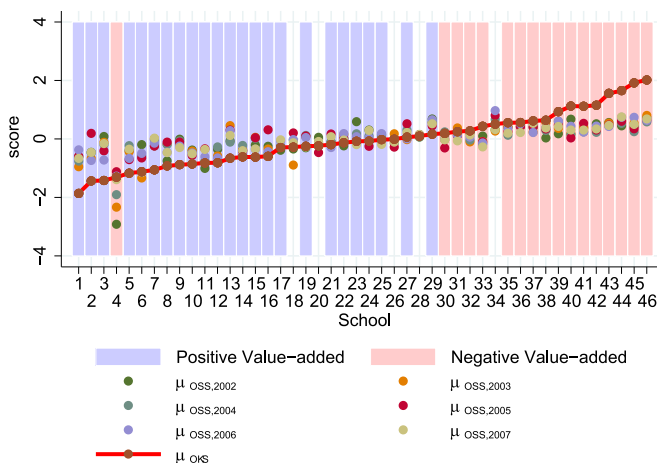 4
2
0
−2
−4
score
1 3 5 7 9 11 13 15 17 19 21 23 25 27 29 31 33 35 37 39 41 43 45
2 4 6 8 10 12 14 16 18 20 22 24 26 28 30 32 34 36 38 40 42 44 46
School
Positive Value−added Negative Value−added
μ OSS,2002 μ OSS,2003
μ OSS,2004 μ OSS,2005
μ OSS,2006 μ OSS,2007
μ OKS